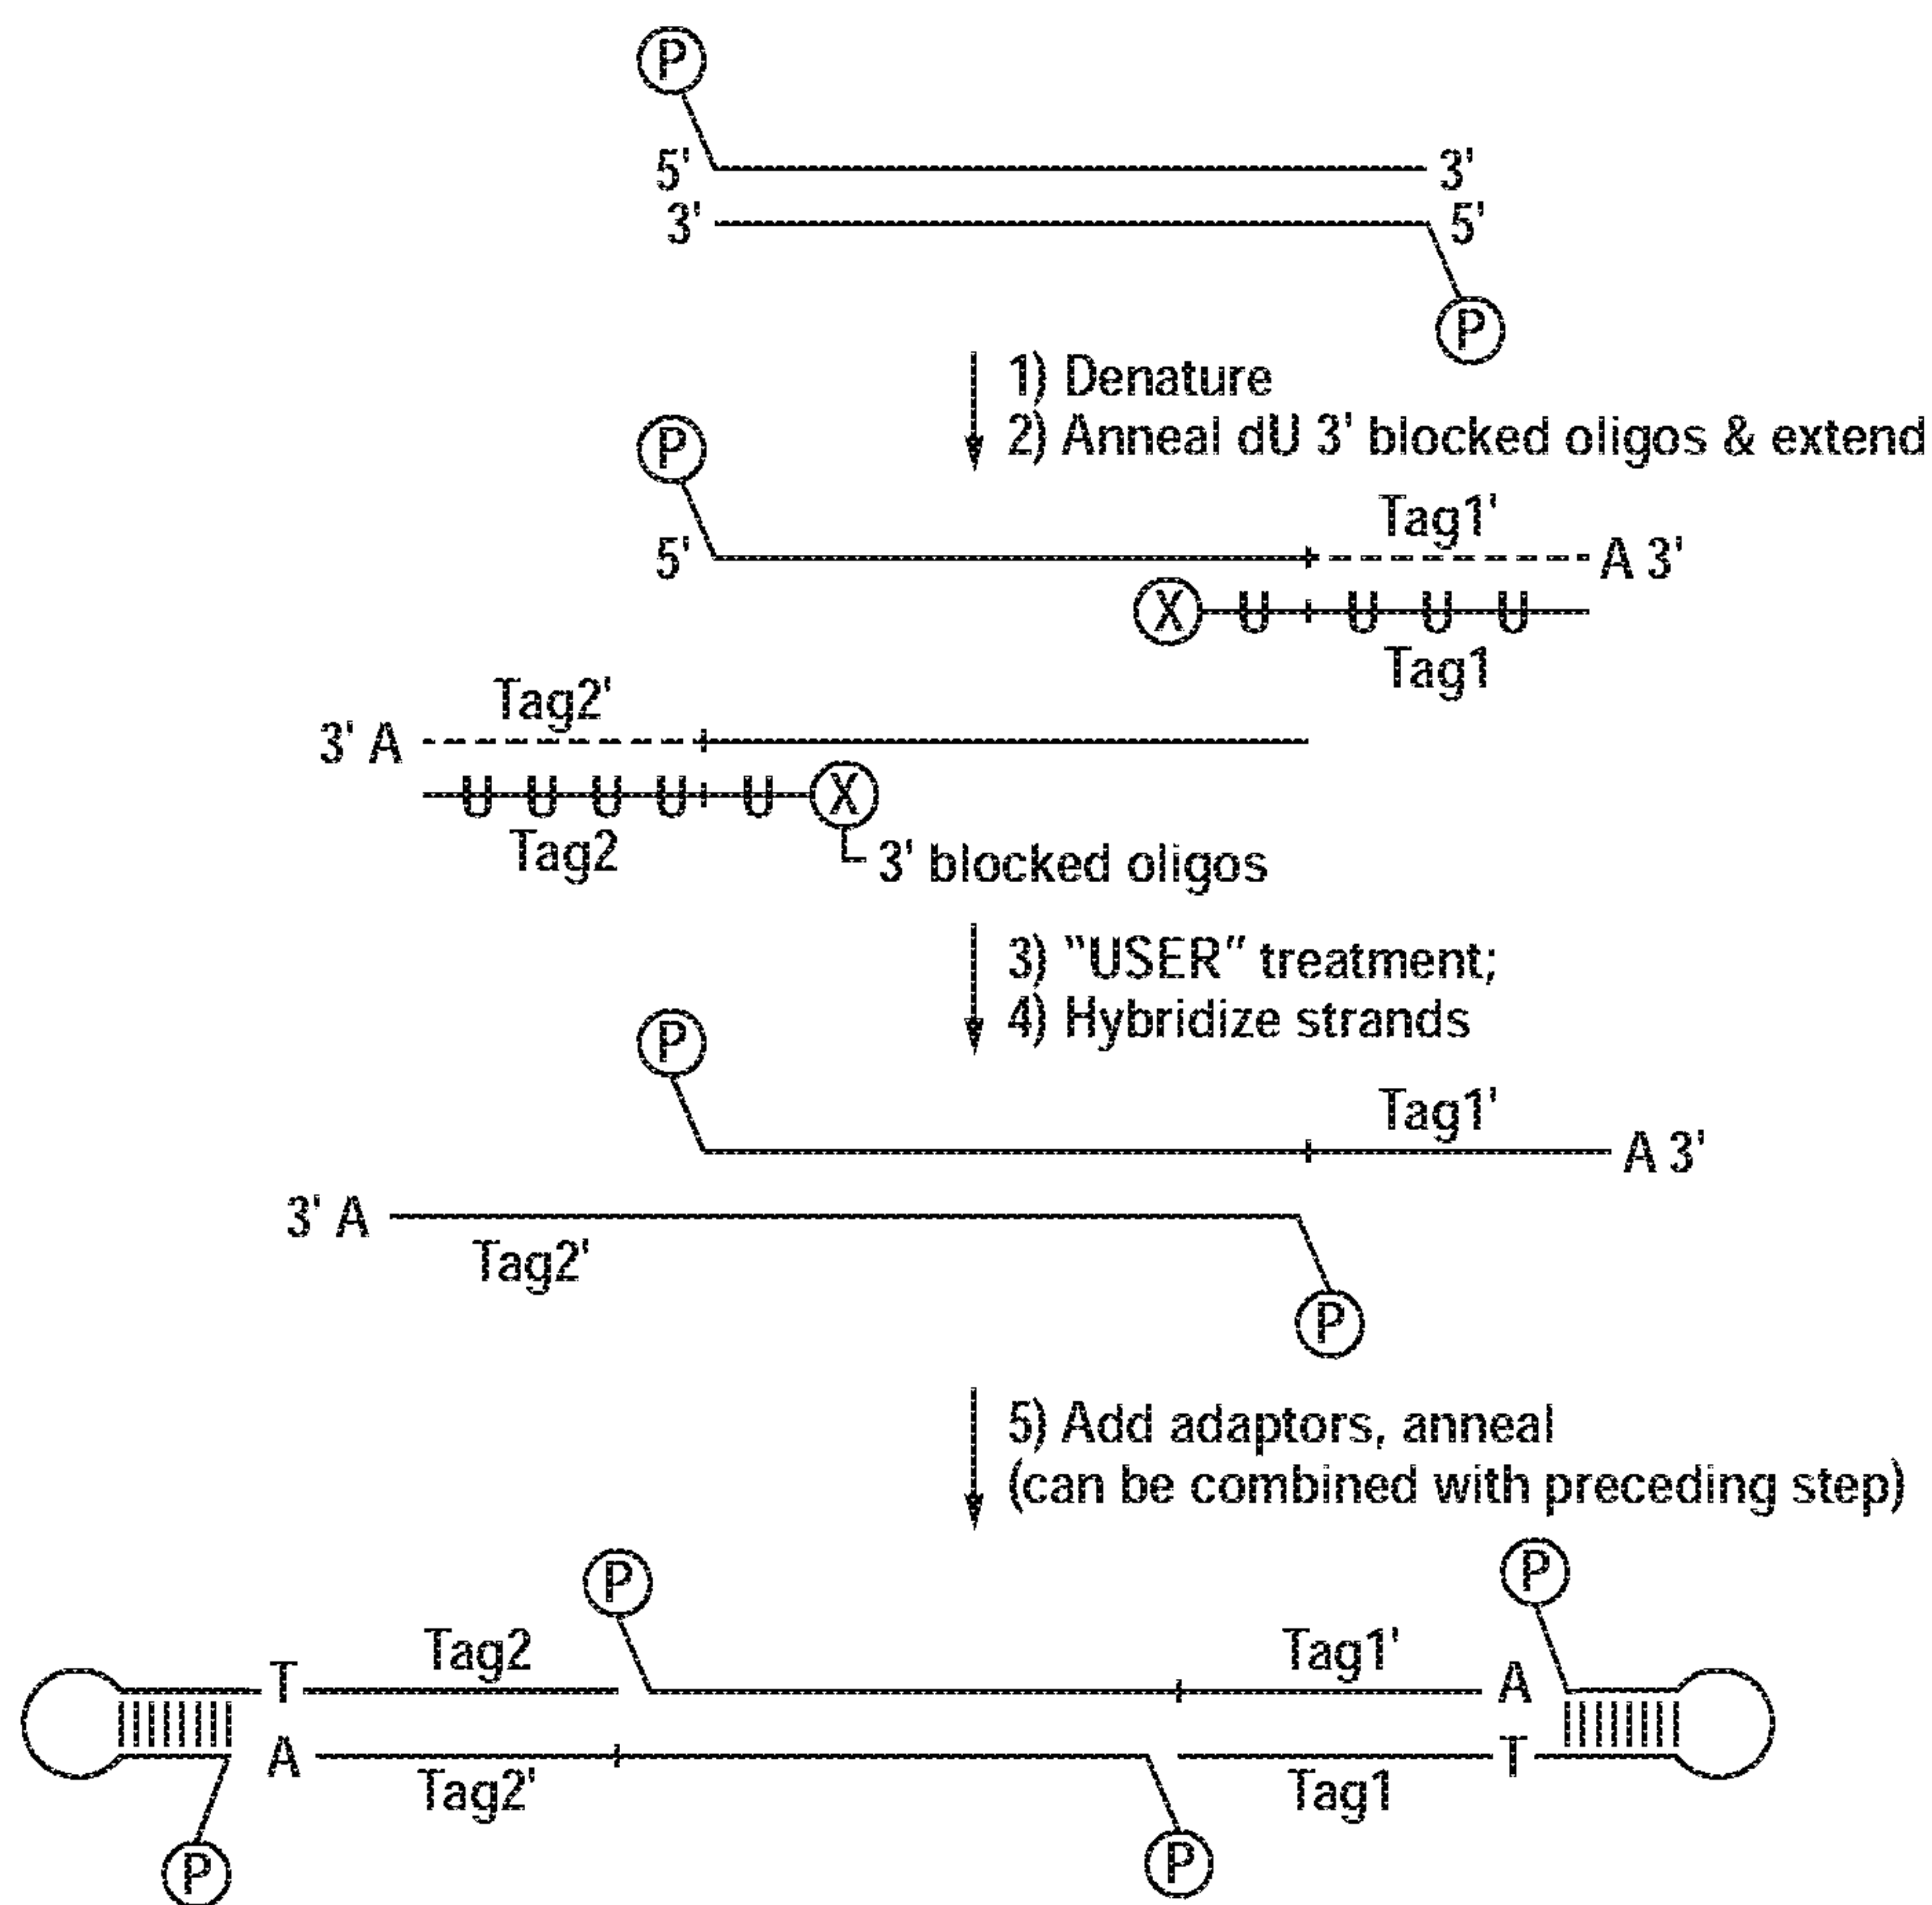 P
5' 3'
3' 5'
P
1) Denature
2) Anneal dU 3' blocked oligos & extend
P
Tag1'
5' A 3'
X U U U U
Tag1
Tag2'
3' A
U U U U U X
Tag2
3' blocked oligos
3) "USER" treatment;
4) Hybridize strands
P
Tag1'
A 3'
3' A
Tag2'
P
5) Add adaptors, anneal
(can be combined with preceding step)
P P
Tag2 Tag1'
T A
A T
Tag2' Tag1
P P